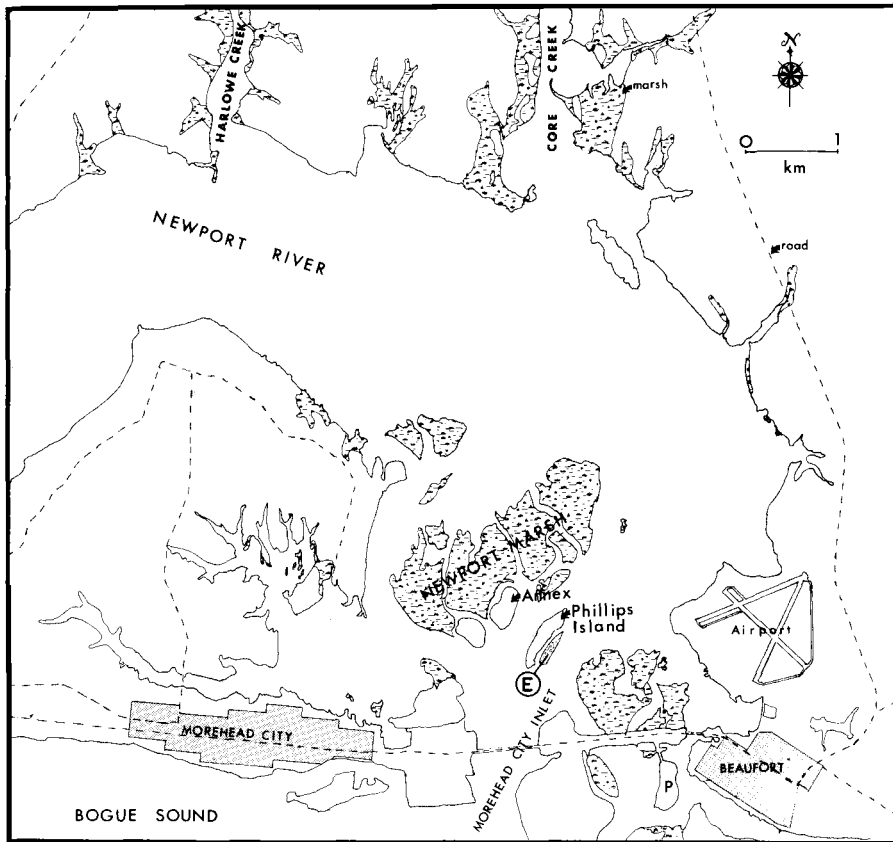 HARLOWE CREEK
CORE CREEK
marsh
N
0 1
km
road
NEWPORT RIVER
NEWPORT MARSH
Annex
Phillips
Island
Airport
E
MOREHEAD CITY
MOREHEAD CITY INLET
BEAUFORT
P
BOGUE SOUND